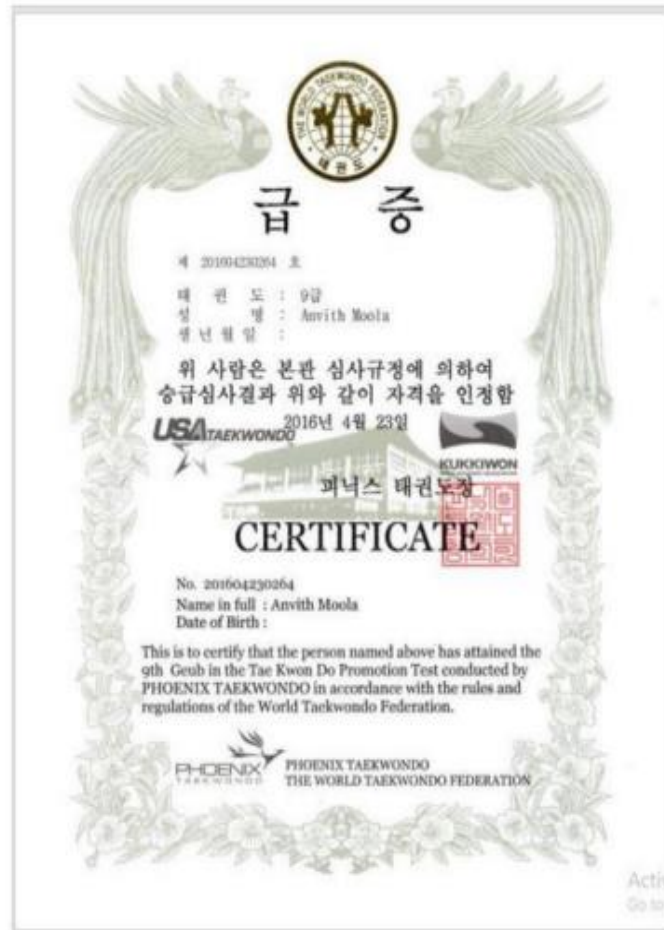 THE WORLD TAEKWONDO FEDERATION
태권도
급 증
제 201604230264 호
태 권 도 : 9급
성 명 : Anvith Moola
생년월일 :
위 사람은 본관 심사규정에 의하여
승급심사결과 위와 같이 자격을 인정함
2016년 4월 23일
USA TAEKWONDO
KUKKIWON
피닉스 태권도장
CERTIFICATE
No. 201604230264
Name in full : Anvith Moola
Date of Birth :
This is to certify that the person named above has attained the
9th Geub in the Tae Kwon Do Promotion Test conducted by
PHOENIX TAEKWONDO in accordance with the rules and
regulations of the World Taekwondo Federation.
PHOENIX
TAEKWONDO
PHOENIX TAEKWONDO
THE WORLD TAEKWONDO FEDERATION